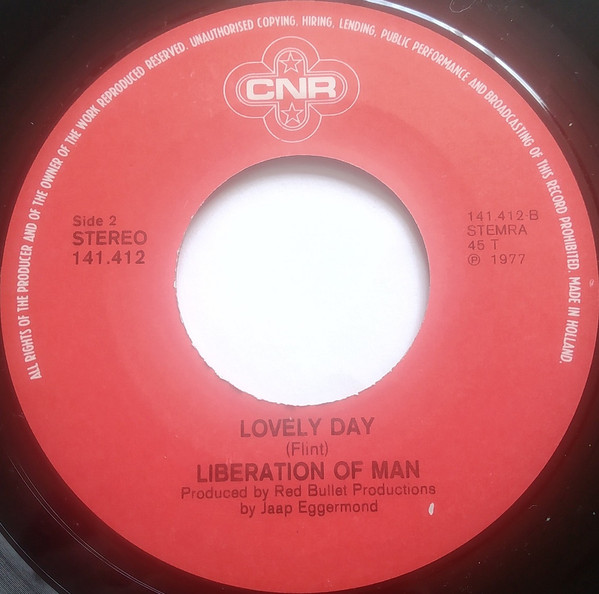 ALL RIGHTS OF THE PRODUCER AND OF THE OWNER OF THE WORK REPRODUCED RESERVED. UNAUTHORISED COPYING, HIRING, LENDING, PUBLIC PERFORMANCE AND BROADCASTING OF THIS RECORD PROHIBITED. MADE IN HOLLAND.
CNR
Side 2
STEREO
141.412
141.412-B
STEMRA
45 T
℗ 1977
LOVELY DAY
(Flint)
LIBERATION OF MAN
Produced by Red Bullet Productions
by Jaap Eggermond